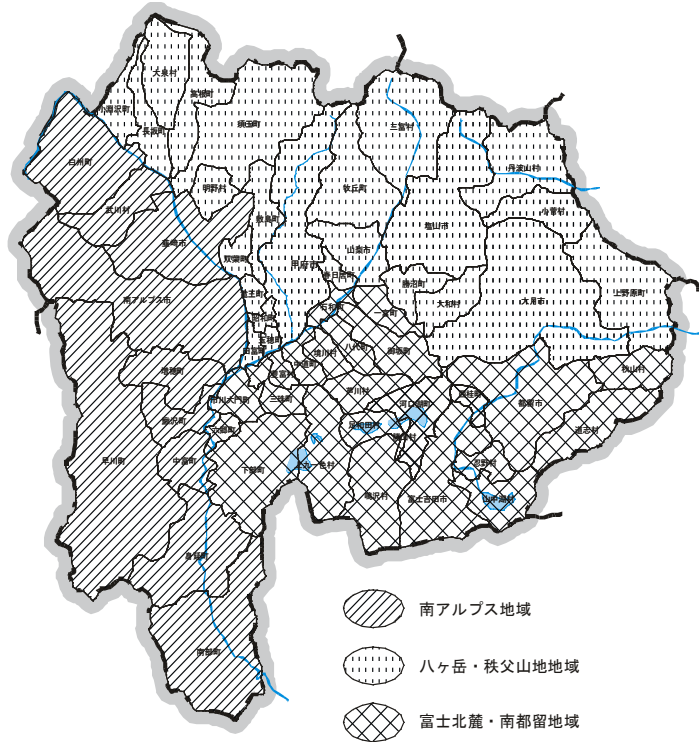 大泉村
高根町
小淵沢町
長坂町
須玉町
三富村
白州町
丹波山村
明野村
牧丘町
武川村
小菅村
敷島町
塩山市
韮崎市
山梨市
双葉町
甲府市
春日居町
勝沼町
上野原町
南アルプス市
竜王町
大和村
大月市
石和町
一宮町
昭和町
玉穂町
八代町
田富町
境川村
御坂町
中道町
増穂町
豊富村
秋山村
芦川村
西桂町
市川大門町
三珠町
河口湖町
都留市
鰍沢町
六郷町
足和田村
道志村
勝山村
早川町
中富町
下部町
上九一色村
忍野村
鳴沢村
富士吉田市
山中湖村
身延町
南部町
南アルプス地域
八ヶ岳・秩父山地地域
富士北麓・南都留地域